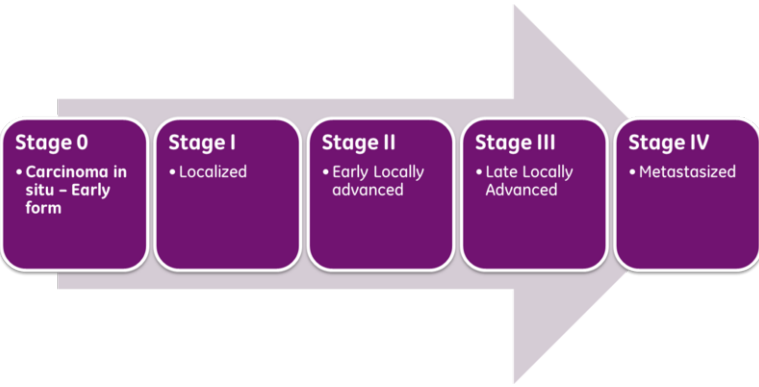 Stage 0
• Carcinoma in
situ – Early
form
Stage I
• Localized
Stage II
• Early Locally
advanced
Stage III
• Late Locally
Advanced
Stage IV
• Metastasized